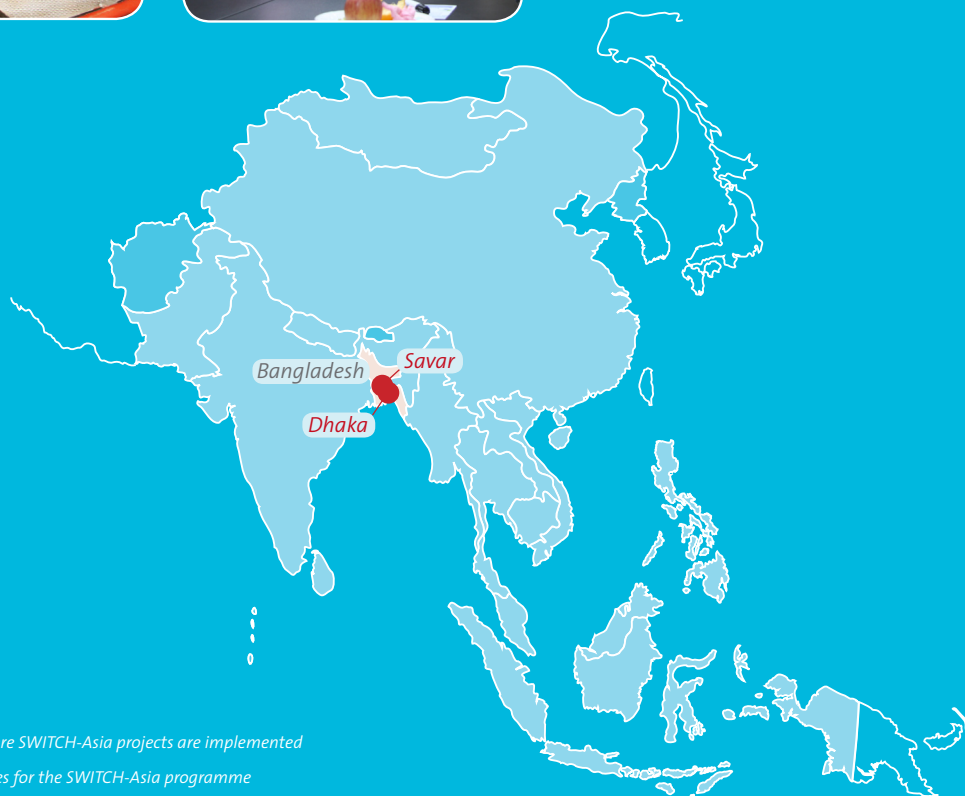 Savar
Bangladesh
Dhaka
re SWITCH-Asia projects are implemented
es for the SWITCH-Asia programme